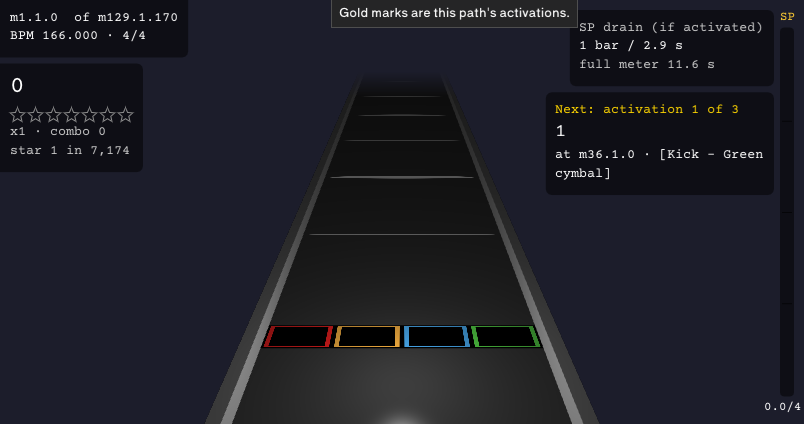 m1.1.0  of m129.1.170
BPM 166.000 · 4/4
Gold marks are this path's activations.
SP drain (if activated)
1 bar / 2.9 s
full meter 11.6 s
SP
0
x1 · combo 0
star 1 in 7,174
Next: activation 1 of 3
1
at m36.1.0 · [Kick - Green
cymbal]
0.0/4